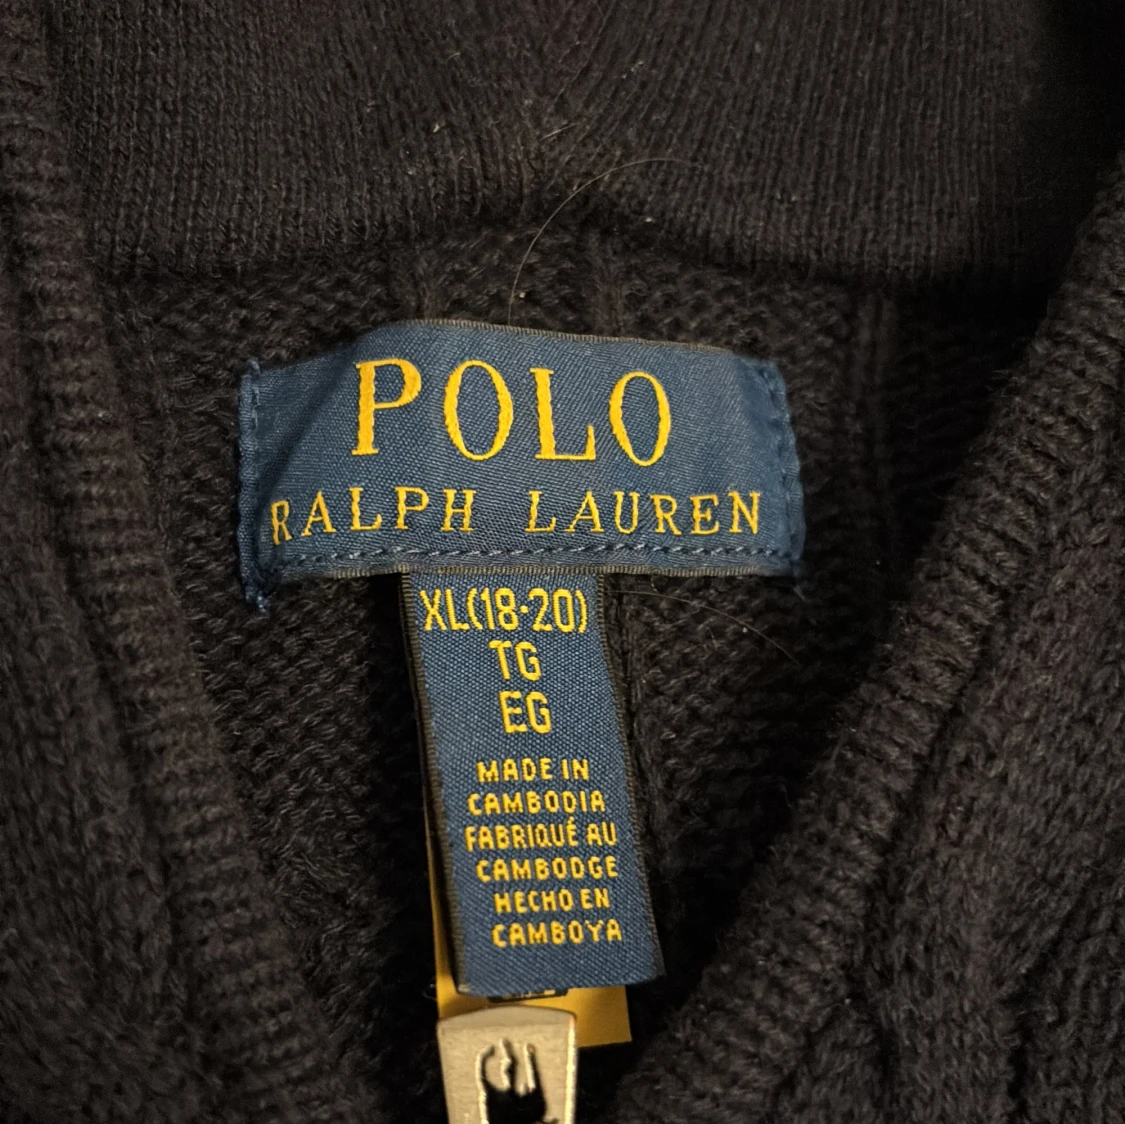 POLO
RALPH LAUREN
XL(18-20)
TG
EG
MADE IN
CAMBODIA
FABRIQUÉ AU
CAMBODGE
HECHO EN
CAMBOYA